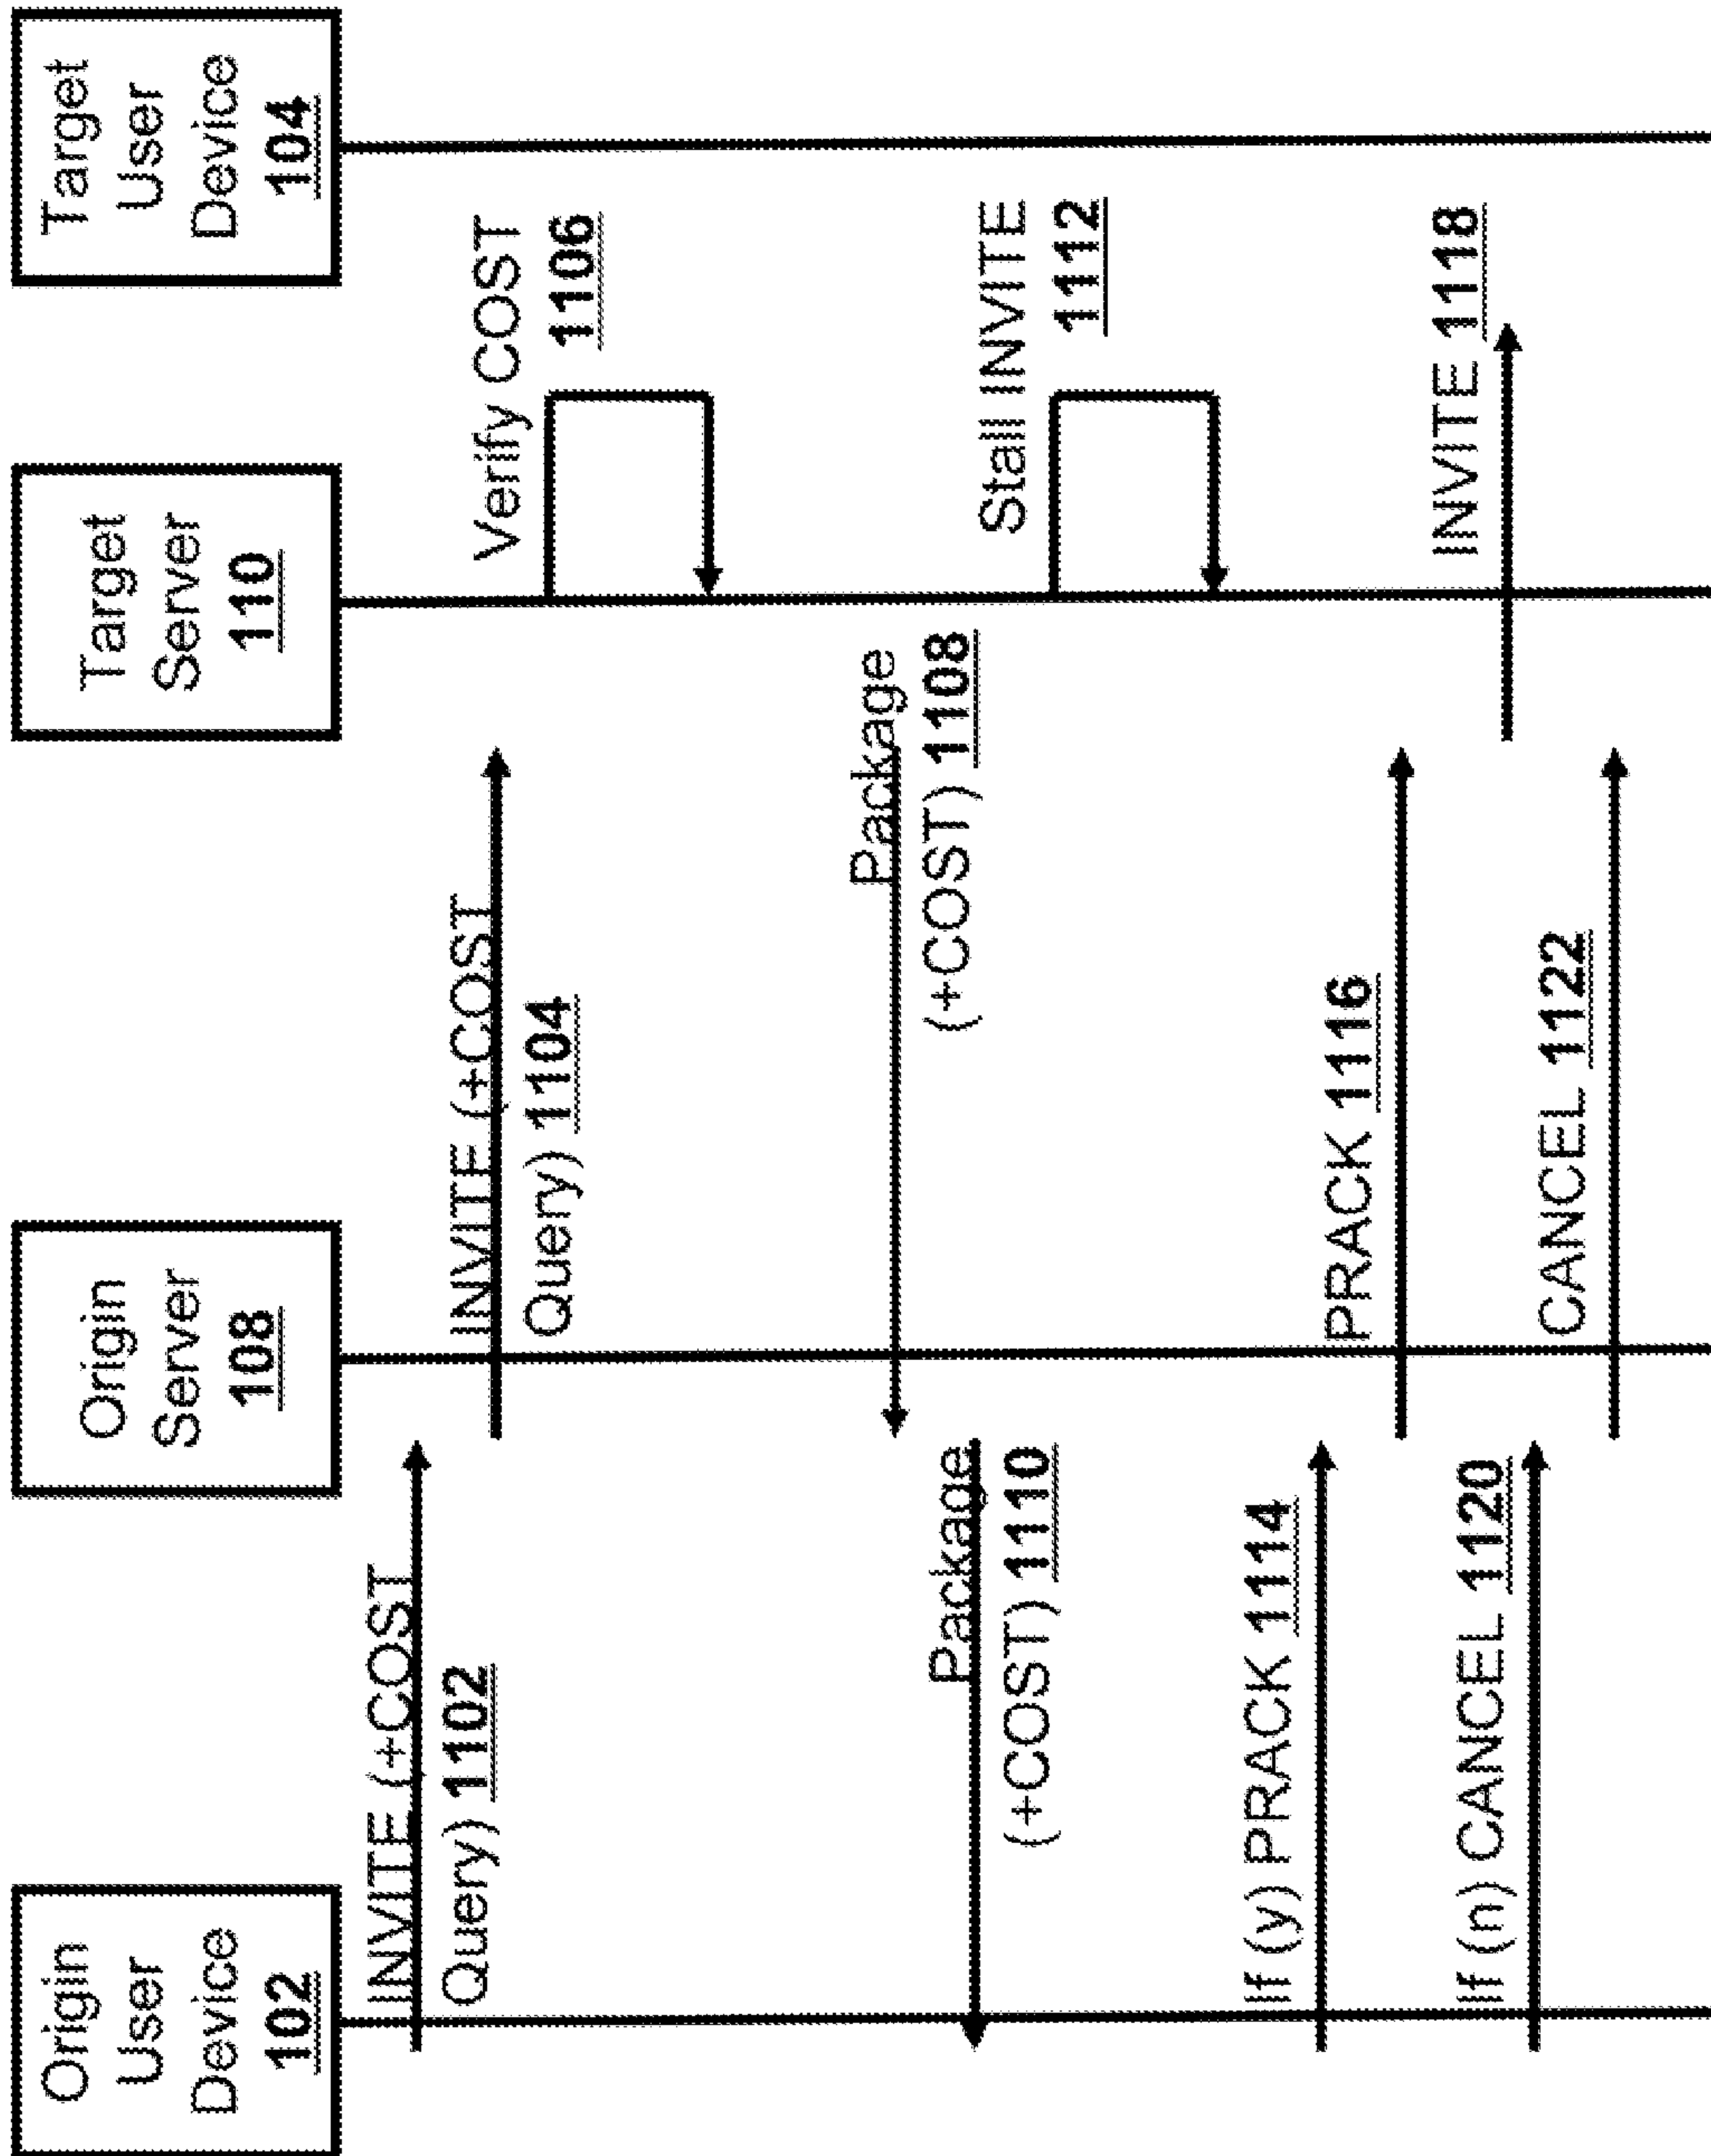 Origin
User
Device
102
Origin
Server
108
Target
Server
110
Target
User
Device
104
INVITE (+COST
Query) 1102
INVITE (+COST
Query) 1104
Verify COST
1106
Package
(+COST) 1108
Package
(+COST) 1110
Stall INVITE
1112
If (y) PRACK 1114
PRACK 1116
INVITE 1118
If (n) CANCEL 1120
CANCEL 1122